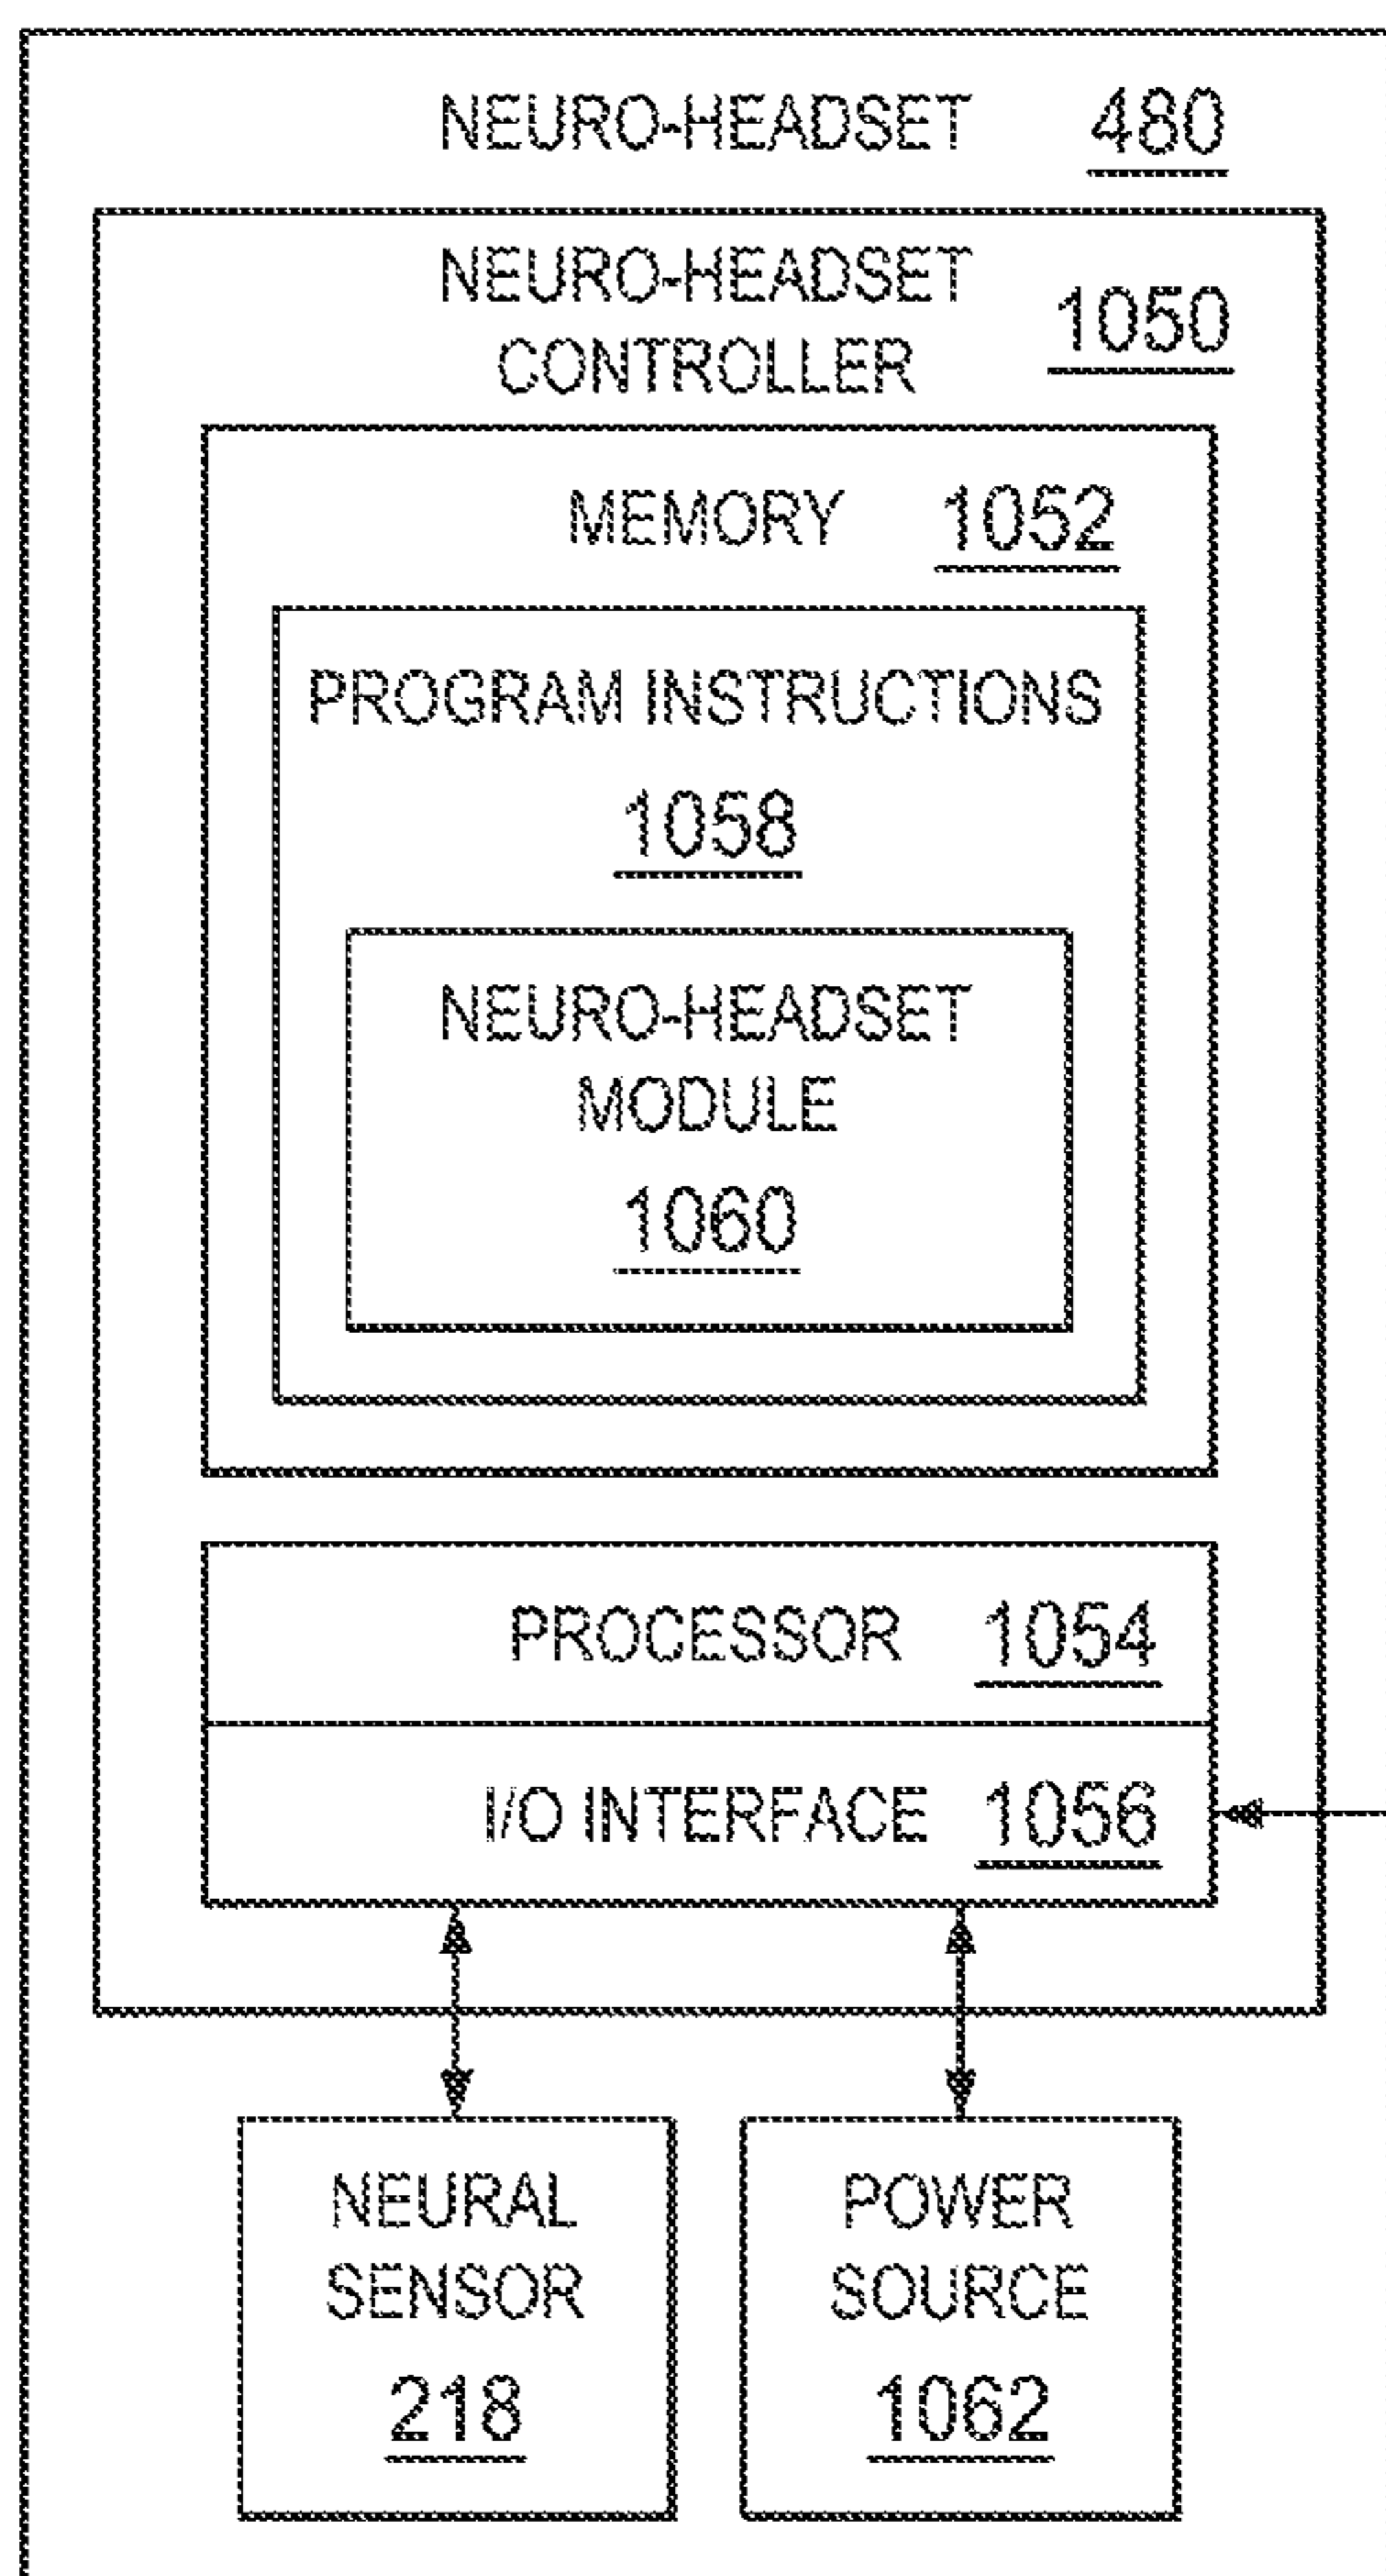 NEURO-HEADSET 480
NEURO-HEADSET
CONTROLLER 1050
MEMORY 1052
PROGRAM INSTRUCTIONS
1058
NEURO-HEADSET
MODULE
1060
PROCESSOR 1054
I/O INTERFACE 1056
NEURAL
SENSOR
218
POWER
SOURCE
1062